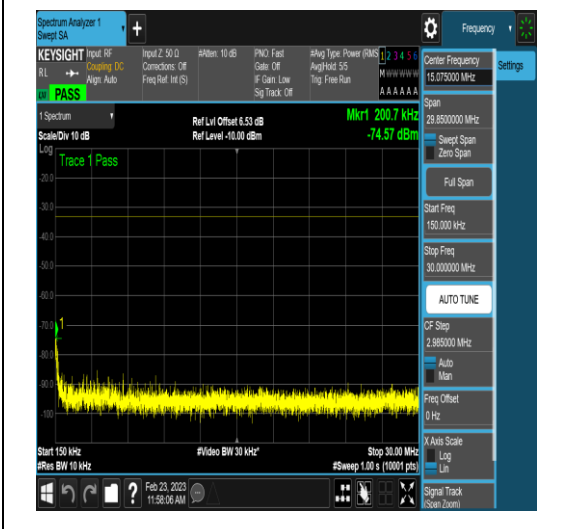 Spectrum Analyzer 1
Swept SA
+
Frequency
KEYSIGHT
RL
PASS
Input: RF
Coupling: DC
Align: Auto
Input Z: 50 Ω
Corrections: Off
Freq Ref: Int (S)
#Atten: 10 dB
PNO: Fast
Gate: Off
IF Gain: Low
Sig Track: Off
#Avg Type: Power (RMS
Avg|Hold: 5/5
Trig: Free Run
1 2 3 4 5 6
M W W W W W
A A A A A A
1 Spectrum
Scale/Div 10 dB
Ref Lvl Offset 6.53 dB
Ref Level -10.00 dBm
Mkr1 200.7 kHz
-74.57 dBm
Log
Trace 1 Pass
-20.0
-30.0
-40.0
-50.0
-60.0
-70.0
-80.0
-90.0
-100
1
Start 150 kHz
#Res BW 10 kHz
#Video BW 30 kHz*
Stop 30.00 MHz
#Sweep 1.00 s (10001 pts)
?
Feb 23, 2023
11:58:06 AM
Center Frequency
15.075000 MHz
Settings
Span
29.8500000 MHz
Swept Span
Zero Span
Full Span
Start Freq
150.000 kHz
Stop Freq
30.000000 MHz
AUTO TUNE
CF Step
2.985000 MHz
Auto
Man
Freq Offset
0 Hz
X Axis Scale
Log
Lin
Signal Track
(Span Zoom)